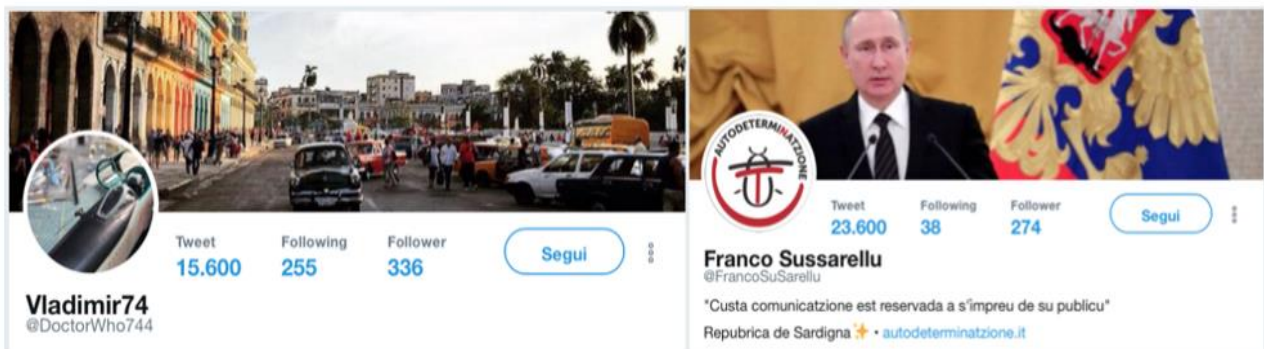 Tweet Following Follower
15.600 255 336
Segui
Vladimir74
@DoctorWho744
AUTODETERMINATZIONE
Tweet Following Follower
23.600 38 274
Segui
Franco Sussarellu
@FrancoSuSarellu
"Custa comunicatzione est reservada a s'impreu de su publicu"
Repubrica de Sardigna✨ • autodeterminatzione.it